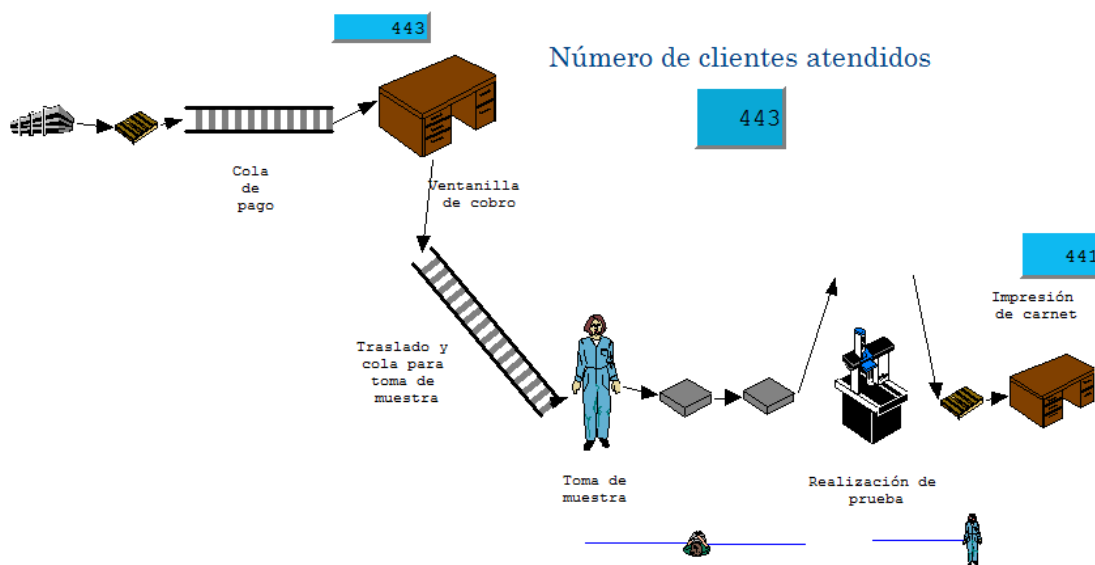 443
Número de clientes atendidos
443
Cola
de
pago
Ventanilla
de cobro
441
Impresión
de carnet
Traslado y
cola para
toma de
muestra
Toma de
muestra
Realización de
prueba